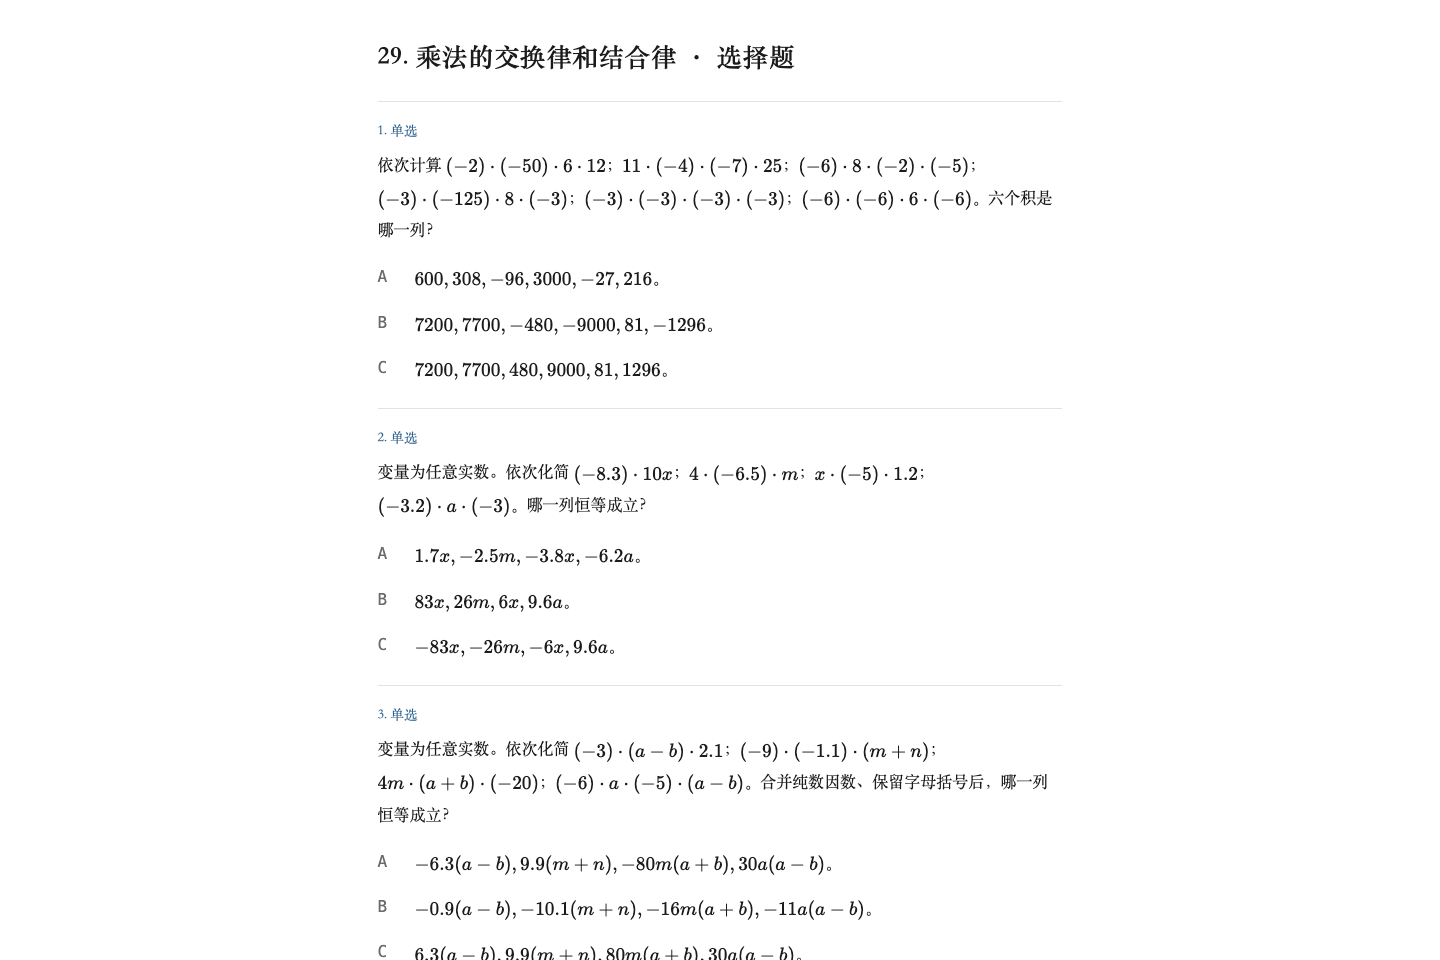 29. 乘法的交换律和结合律 · 选择题
1. 单选
依次计算 (−2) · (−50) · 6 · 12；11 · (−4) · (−7) · 25；(−6) · 8 · (−2) · (−5)；
(−3) · (−125) · 8 · (−3)；(−3) · (−3) · (−3) · (−3)；(−6) · (−6) · 6 · (−6)。六个积是
哪一列？
A 600, 308, −96, 3000, −27, 216。
B 7200, 7700, −480, −9000, 81, −1296。
C 7200, 7700, 480, 9000, 81, 1296。
2. 单选
变量为任意实数。依次化简 (−8.3) · 10x；4 · (−6.5) · m；x · (−5) · 1.2；
(−3.2) · a · (−3)。哪一列恒等成立？
A 1.7x, −2.5m, −3.8x, −6.2a。
B 83x, 26m, 6x, 9.6a。
C −83x, −26m, −6x, 9.6a。
3. 单选
变量为任意实数。依次化简 (−3) · (a − b) · 2.1；(−9) · (−1.1) · (m + n)；
4m · (a + b) · (−20)；(−6) · a · (−5) · (a − b)。合并纯数因数、保留字母括号后，哪一列
恒等成立？
A −6.3(a − b), 9.9(m + n), −80m(a + b), 30a(a − b)。
B −0.9(a − b), −10.1(m + n), −16m(a + b), −11a(a − b)。
C 6.3(a − b), 9.9(m + n), 80m(a + b), 30a(a − b)。